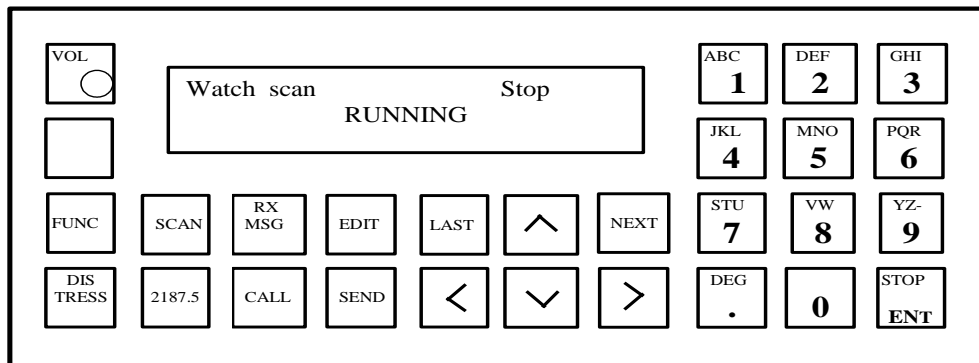 VOL
Watch scan Stop
RUNNING
ABC DEF GHI
1 2 3
JKL MNO PQR
4 5 6
FUNC SCAN RX MSG EDIT LAST NEXT
STU VW YZ-
7 8 9
DIS TRESS 2187.5 CALL SEND
DEG STOP
. 0 ENT